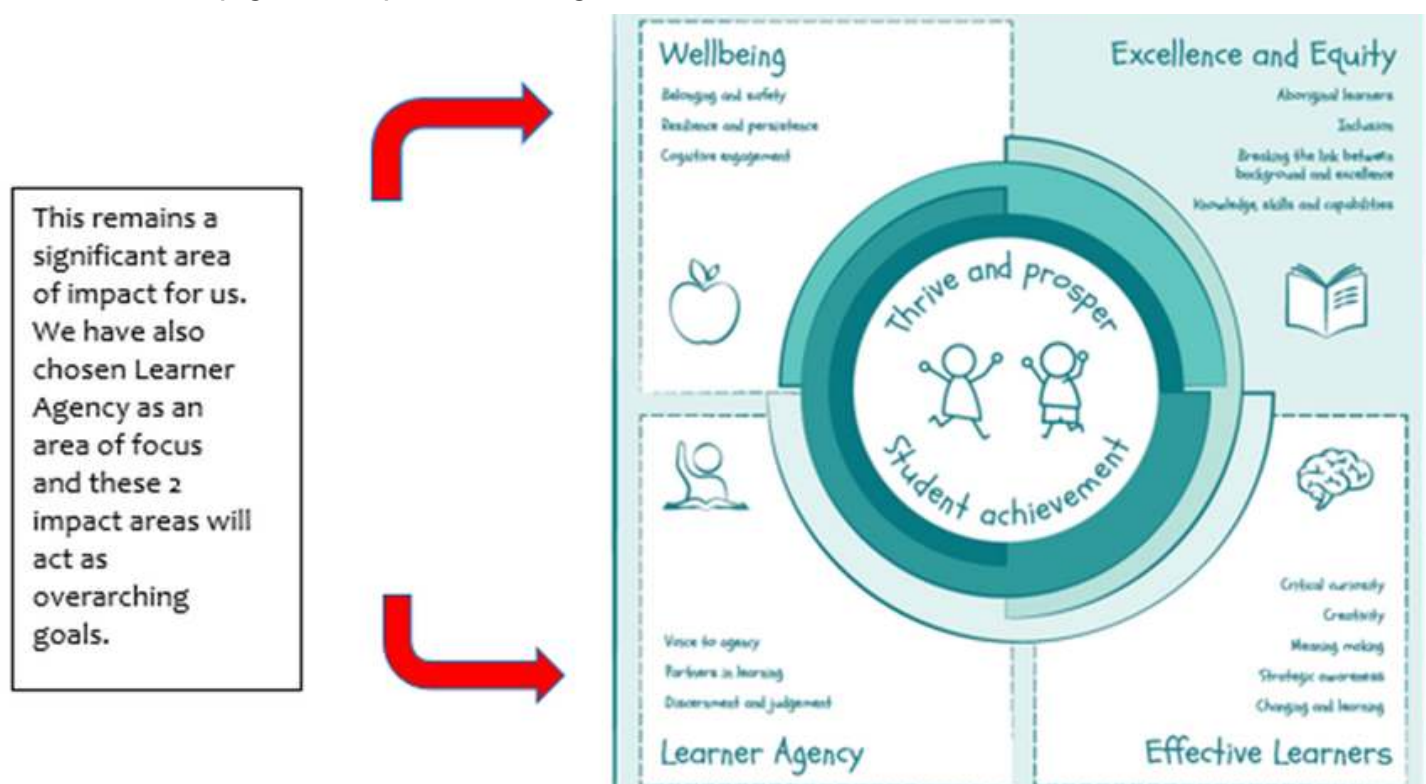 This remains a
significant area
of impact for us.
We have also
chosen Learner
Agency as an
area of focus
and these 2
impact areas will
act as
overarching
goals.
Wellbeing
Belonging and safety
Resilience and persistence
Cognitive engagement
Excellence and Equity
Aboriginal learners
Inclusion
Breaking the link between
background and excellence
Knowledge, skills and capabilities
Thrive and prosper
Student achievement
Voice for agency
Partners in learning
Discernment and judgement
Learner Agency
Critical curiosity
Creativity
Meaning making
Strategic awareness
Changing and learning
Effective Learners